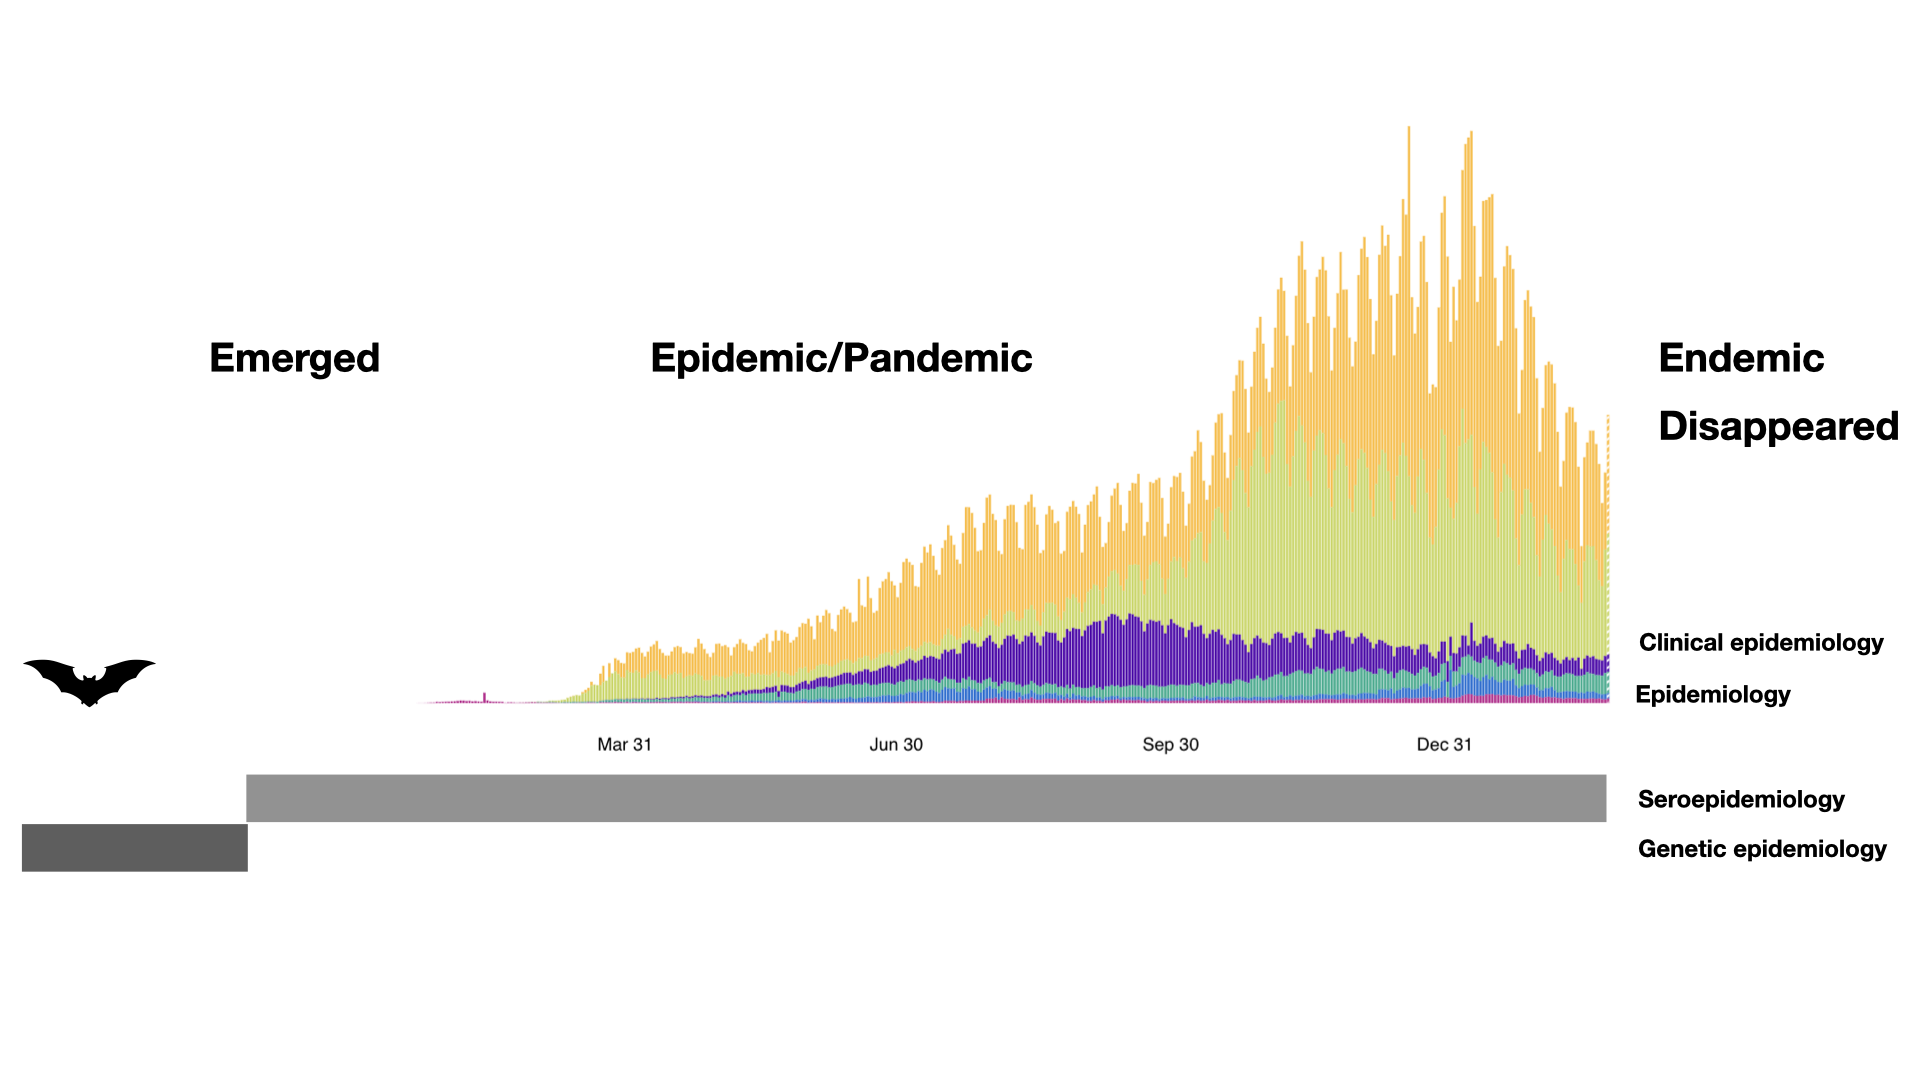 Emerged
Epidemic/Pandemic
Endemic
Disappeared
Clinical epidemiology
Epidemiology
Mar 31
Jun 30
Sep 30
Dec 31
Seroepidemiology
Genetic epidemiology